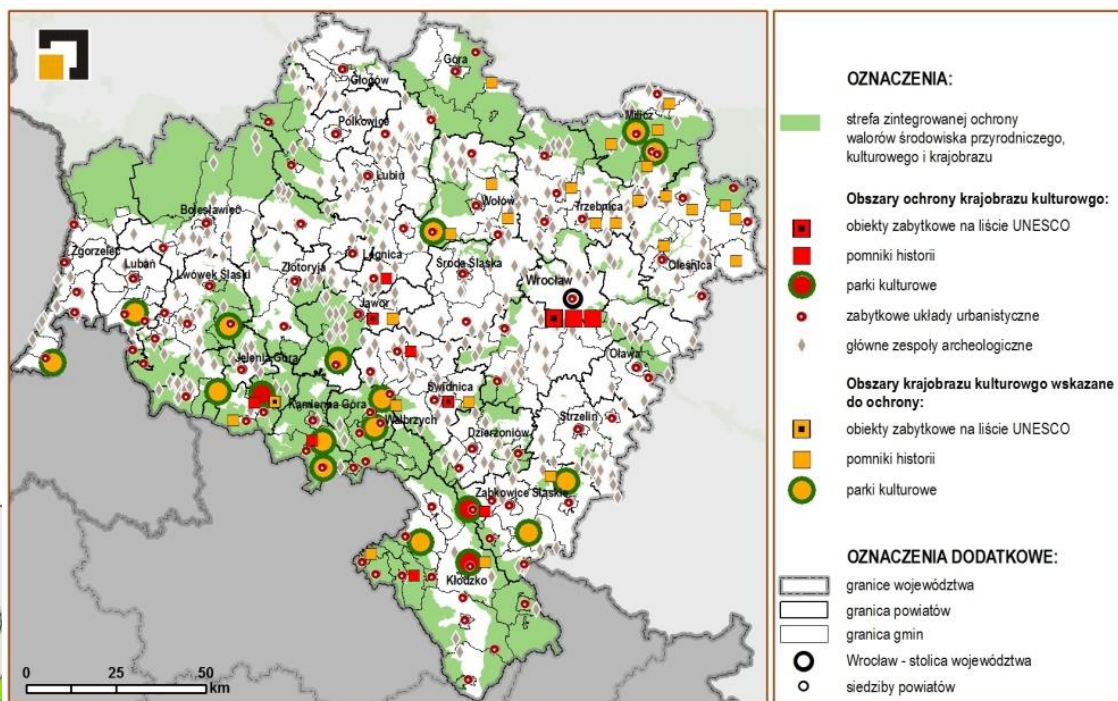 Góra
Głogów
Polkowice
Milicz
Lubin
Wołów
Trzebnica
Bolesławiec
Zgorzelec
Legnica
Środa Śląska
Oleśnica
Lubań
Lwówek Śląski
Złotoryja
Wrocław
Jawor
Jelenia Góra
Oława
Świdnica
Kamienna Góra
Wałbrzych
Strzelin
Dzierżoniów
Ząbkowice Śląskie
Kłodzko
0 25 50
km
OZNACZENIA:
strefa zintegrowanej ochrony
walorów środowiska przyrodniczego,
kulturowego i krajobrazu
Obszary ochrony krajobrazu kulturowgo:
obiekty zabytkowe na liście UNESCO
pomniki historii
parki kulturowe
zabytkowe układy urbanistyczne
główne zespoły archeologiczne
Obszary krajobrazu kulturowgo wskazane
do ochrony:
obiekty zabytkowe na liście UNESCO
pomniki historii
parki kulturowe
OZNACZENIA DODATKOWE:
granice województwa
granica powiatów
granica gmin
Wrocław - stolica województwa
siedziby powiatów